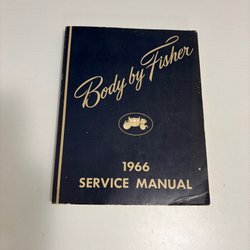 Body by Fisher
1966
SERVICE MANUAL